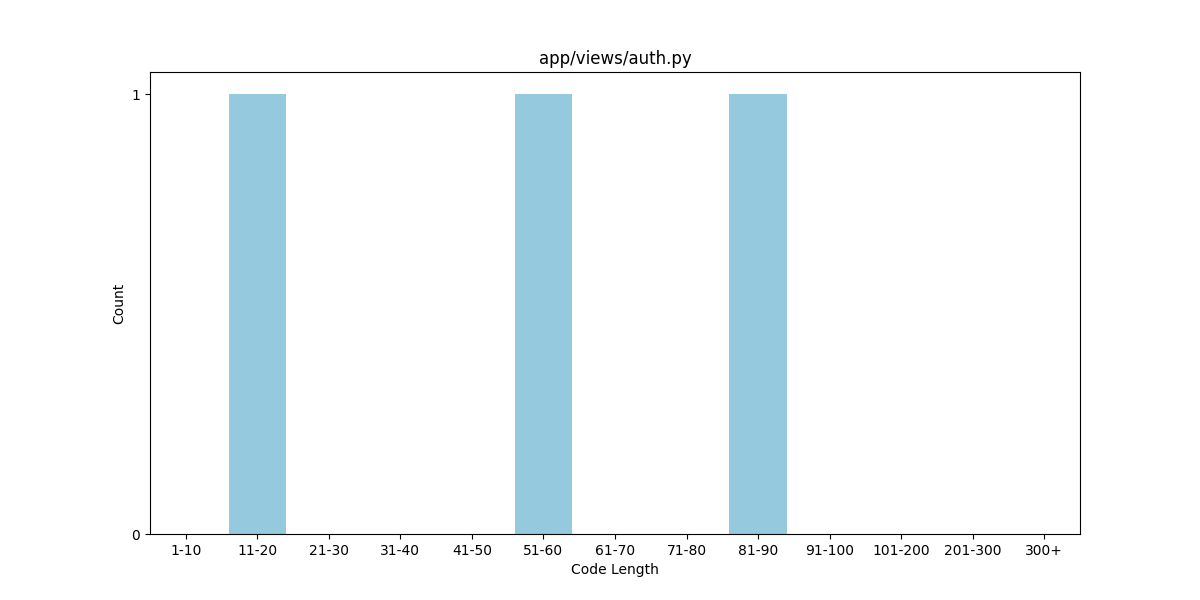 app/views/auth.py
1
Count
0
1-10 11-20 21-30 31-40 41-50 51-60 61-70 71-80 81-90 91-100 101-200 201-300 300+
Code Length